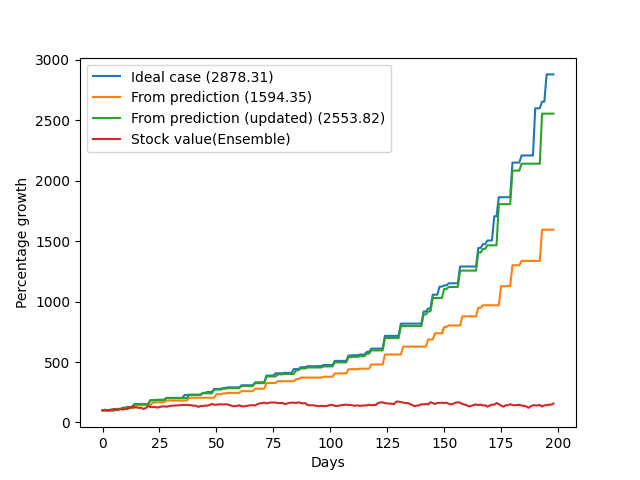 3000
2500
2000
1500
1000
500
0
Percentage growth
Ideal case (2878.31)
From prediction (1594.35)
From prediction (updated) (2553.82)
Stock value(Ensemble)
0 25 50 75 100 125 150 175 200
Days